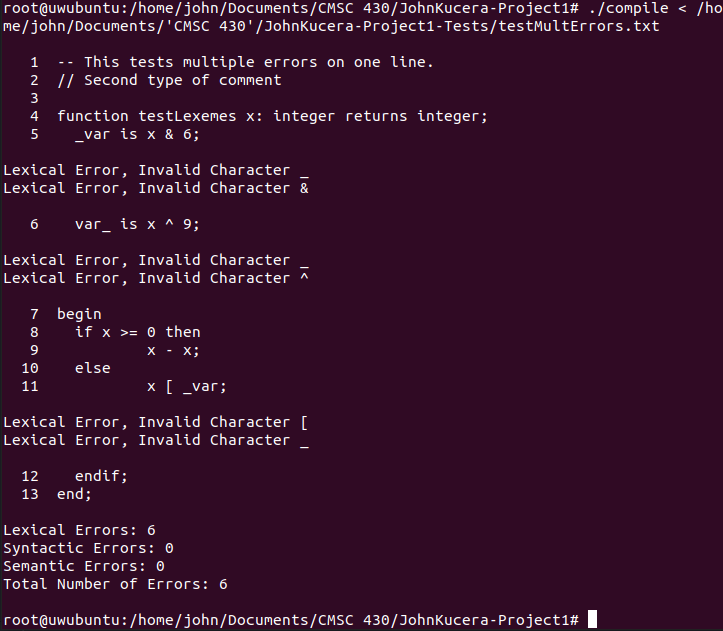 root@uwubuntu:/home/john/Documents/CMSC 430/JohnKucera-Project1# ./compile < /ho
me/john/Documents/'CMSC 430'/JohnKucera-Project1-Tests/testMultErrors.txt
1 -- This tests multiple errors on one line.
2 // Second type of comment
3
4 function testLexemes x: integer returns integer;
5 _var is x & 6;
Lexical Error, Invalid Character _
Lexical Error, Invalid Character &
6 var_ is x ^ 9;
Lexical Error, Invalid Character _
Lexical Error, Invalid Character ^
7 begin
8 if x >= 0 then
9 x - x;
10 else
11 x [ _var;
Lexical Error, Invalid Character [
Lexical Error, Invalid Character _
12 endif;
13 end;
Lexical Errors: 6
Syntactic Errors: 0
Semantic Errors: 0
Total Number of Errors: 6
root@uwubuntu:/home/john/Documents/CMSC 430/JohnKucera-Project1#